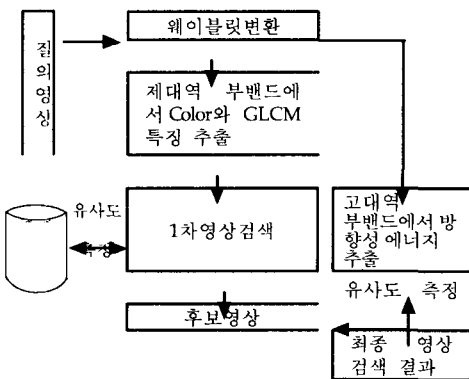 질의영상
웨이블릿변환
제대역 부밴드에
서 Color와 GLCM
특징 추출
유사도
측정
1차영상검색
고대역
부밴드에서 방
향성 에너지
추출
유사도 측정
후보영상
최종 영상
검색 결과